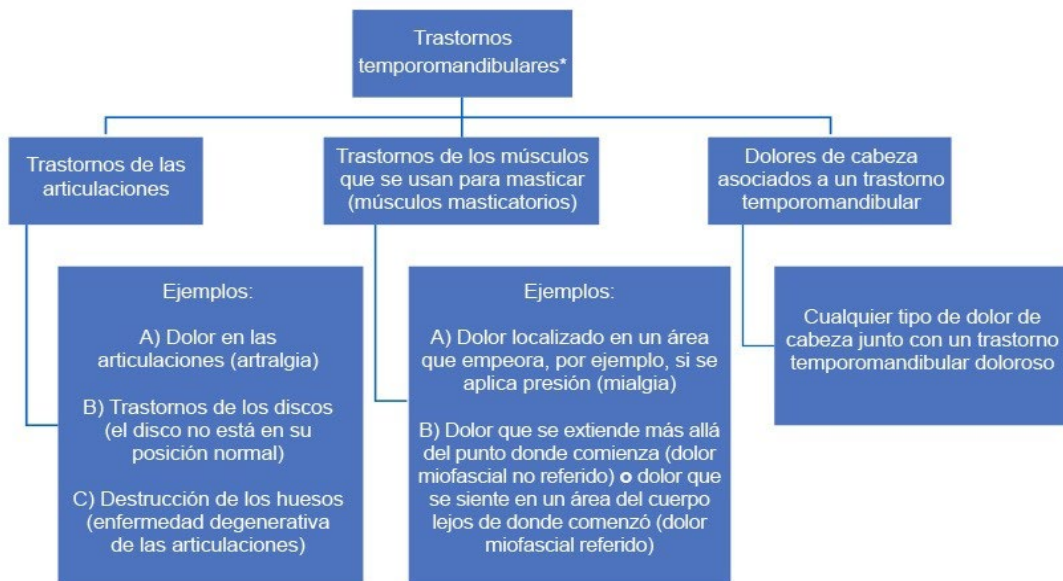 Trastornos
temporomandibulares*
Trastornos de las
articulaciones
Trastornos de los músculos
que se usan para masticar
(músculos masticatorios)
Dolores de cabeza
asociados a un trastorno
temporomandibular
Ejemplos:
A) Dolor en las
articulaciones (artralgia)
B) Trastornos de los discos
(el disco no está en su
posición normal)
C) Destrucción de los huesos
(enfermedad degenerativa
de las articulaciones)
Ejemplos:
A) Dolor localizado en un área
que empeora, por ejemplo, si se
aplica presión (mialgia)
B) Dolor que se extiende más allá
del punto donde comienza (dolor
miofascial no referido) o dolor que
se siente en un área del cuerpo
lejos de donde comenzó (dolor
miofascial referido)
Cualquier tipo de dolor de
cabeza junto con un trastorno
temporomandibular doloroso